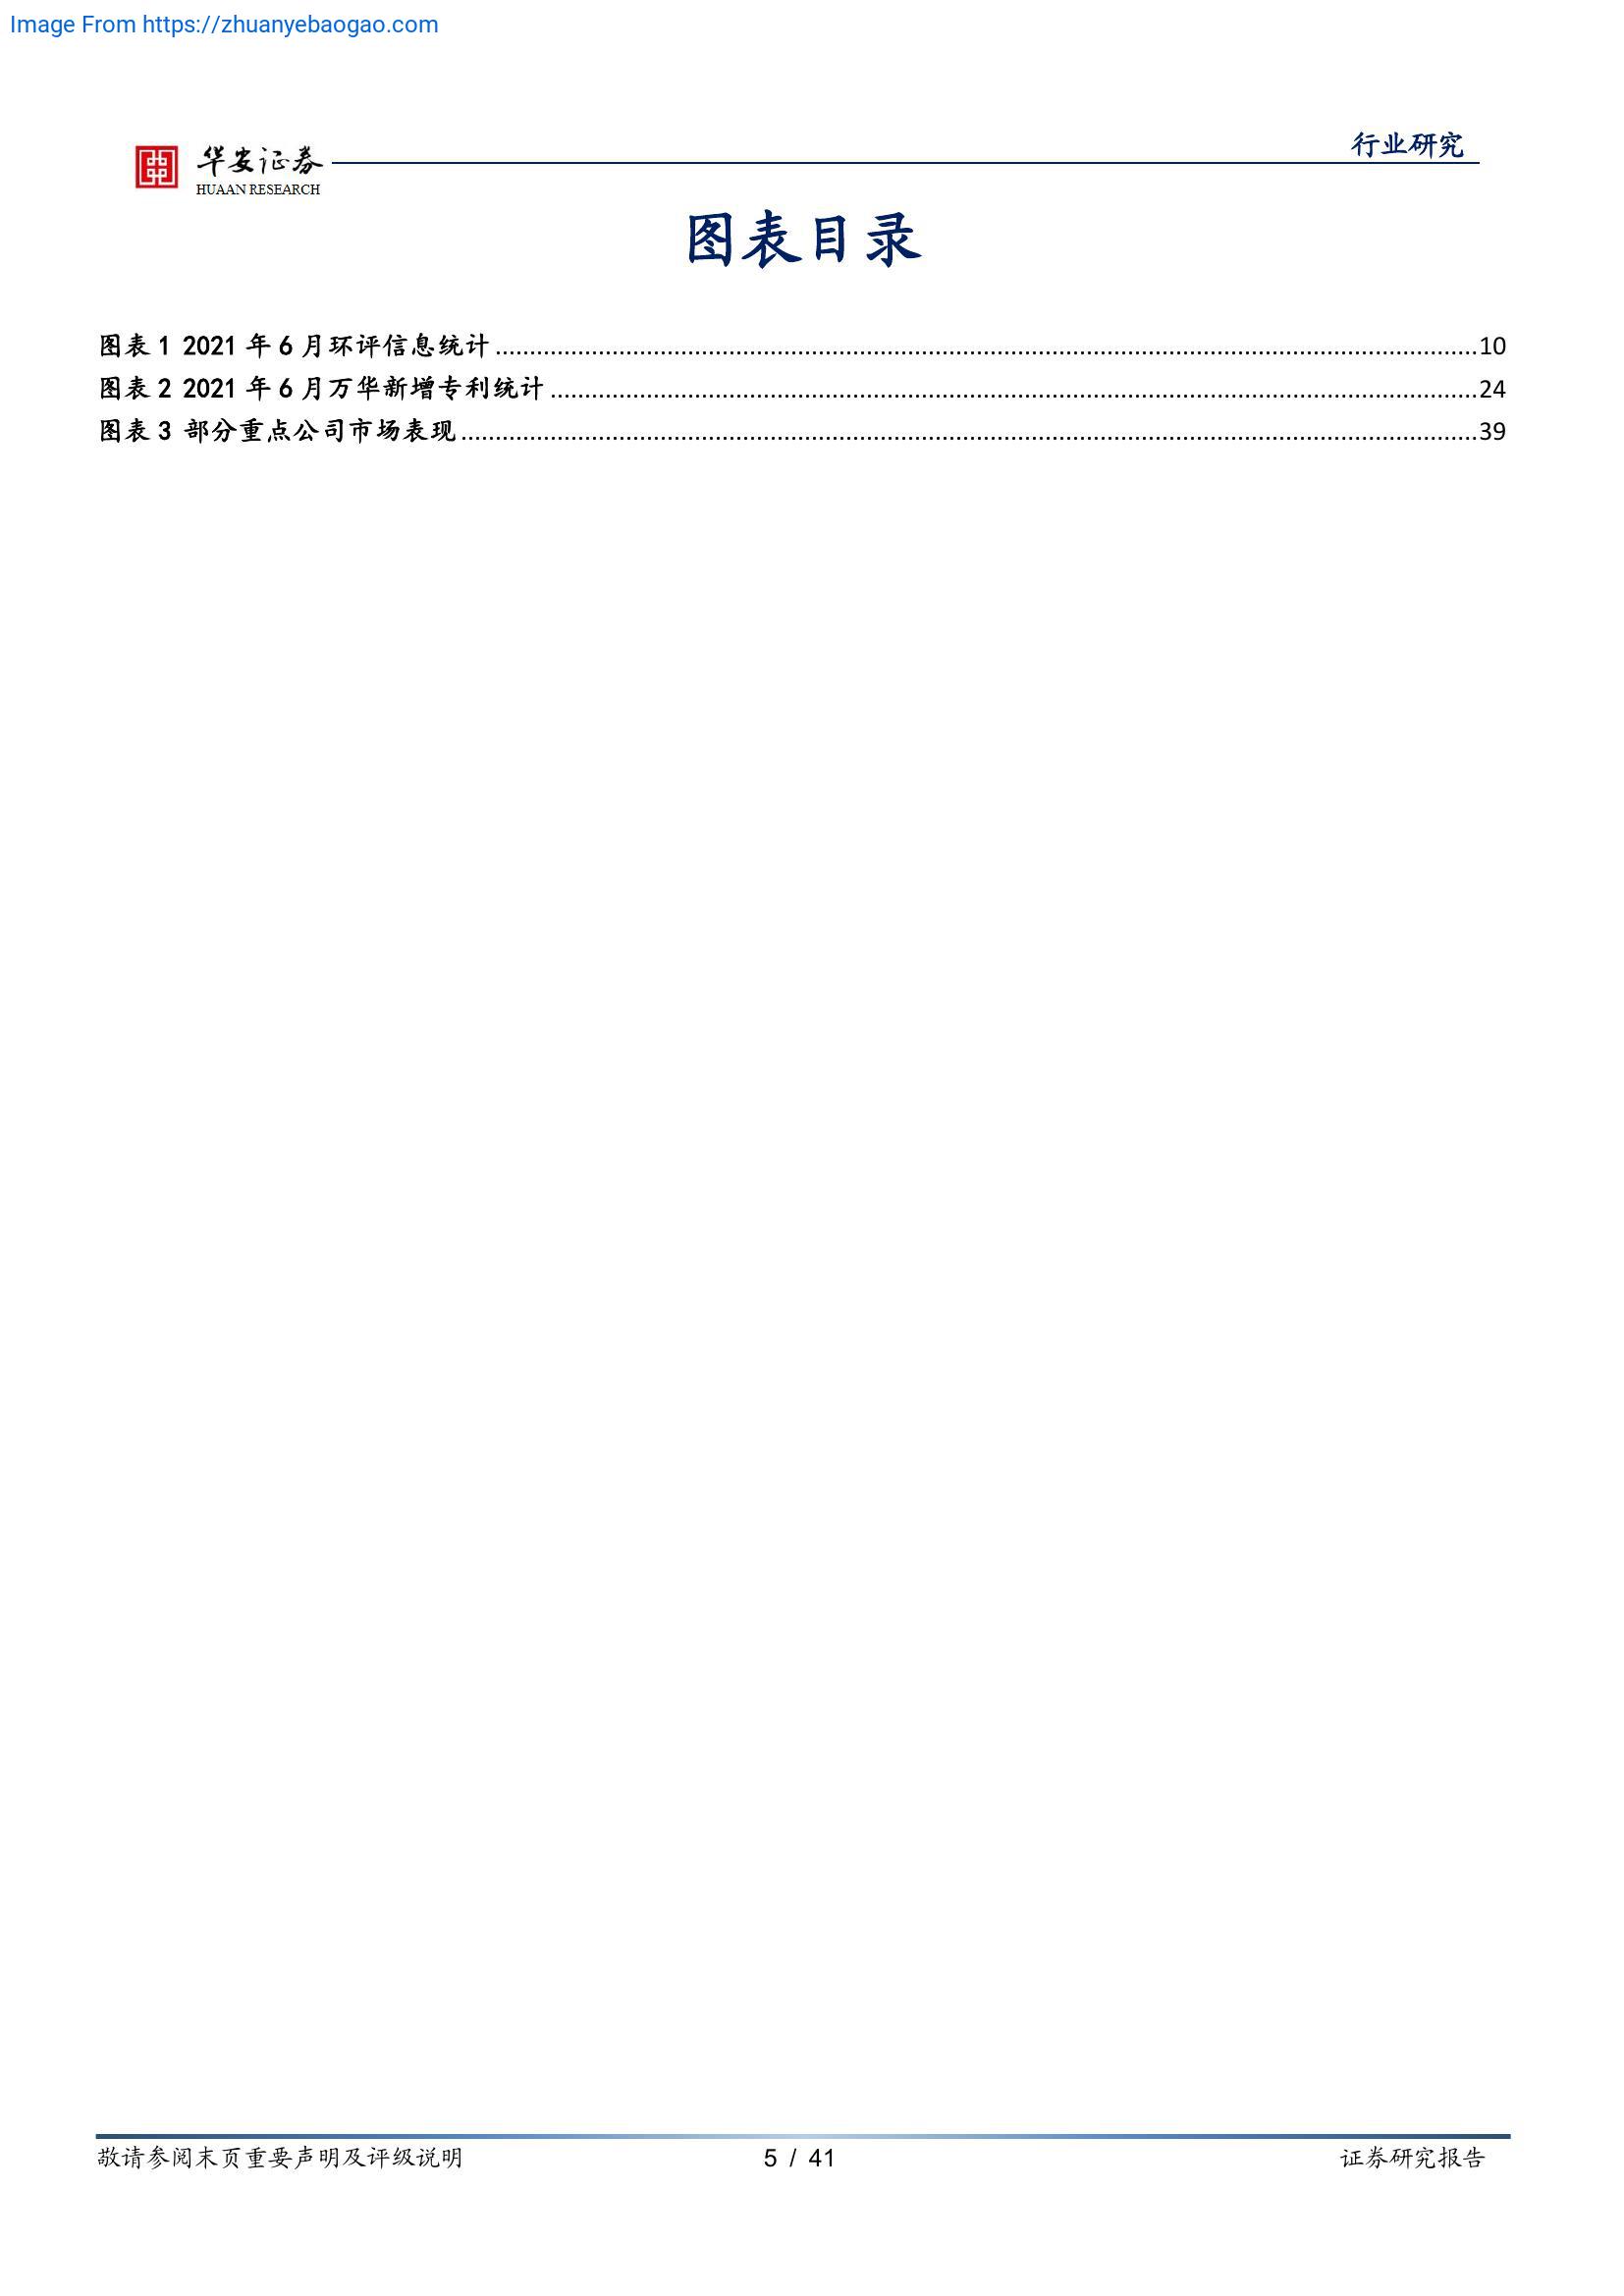 Image From https://zhuanyebaogao.com
行业研究
华安证券
HUAAN RESEARCH
图表目录
图表 1 2021 年 6 月环评信息统计 10
图表 2 2021 年 6 月万华新增专利统计 24
图表 3 部分重点公司市场表现 39
敬请参阅末页重要声明及评级说明 5 / 41 证券研究报告